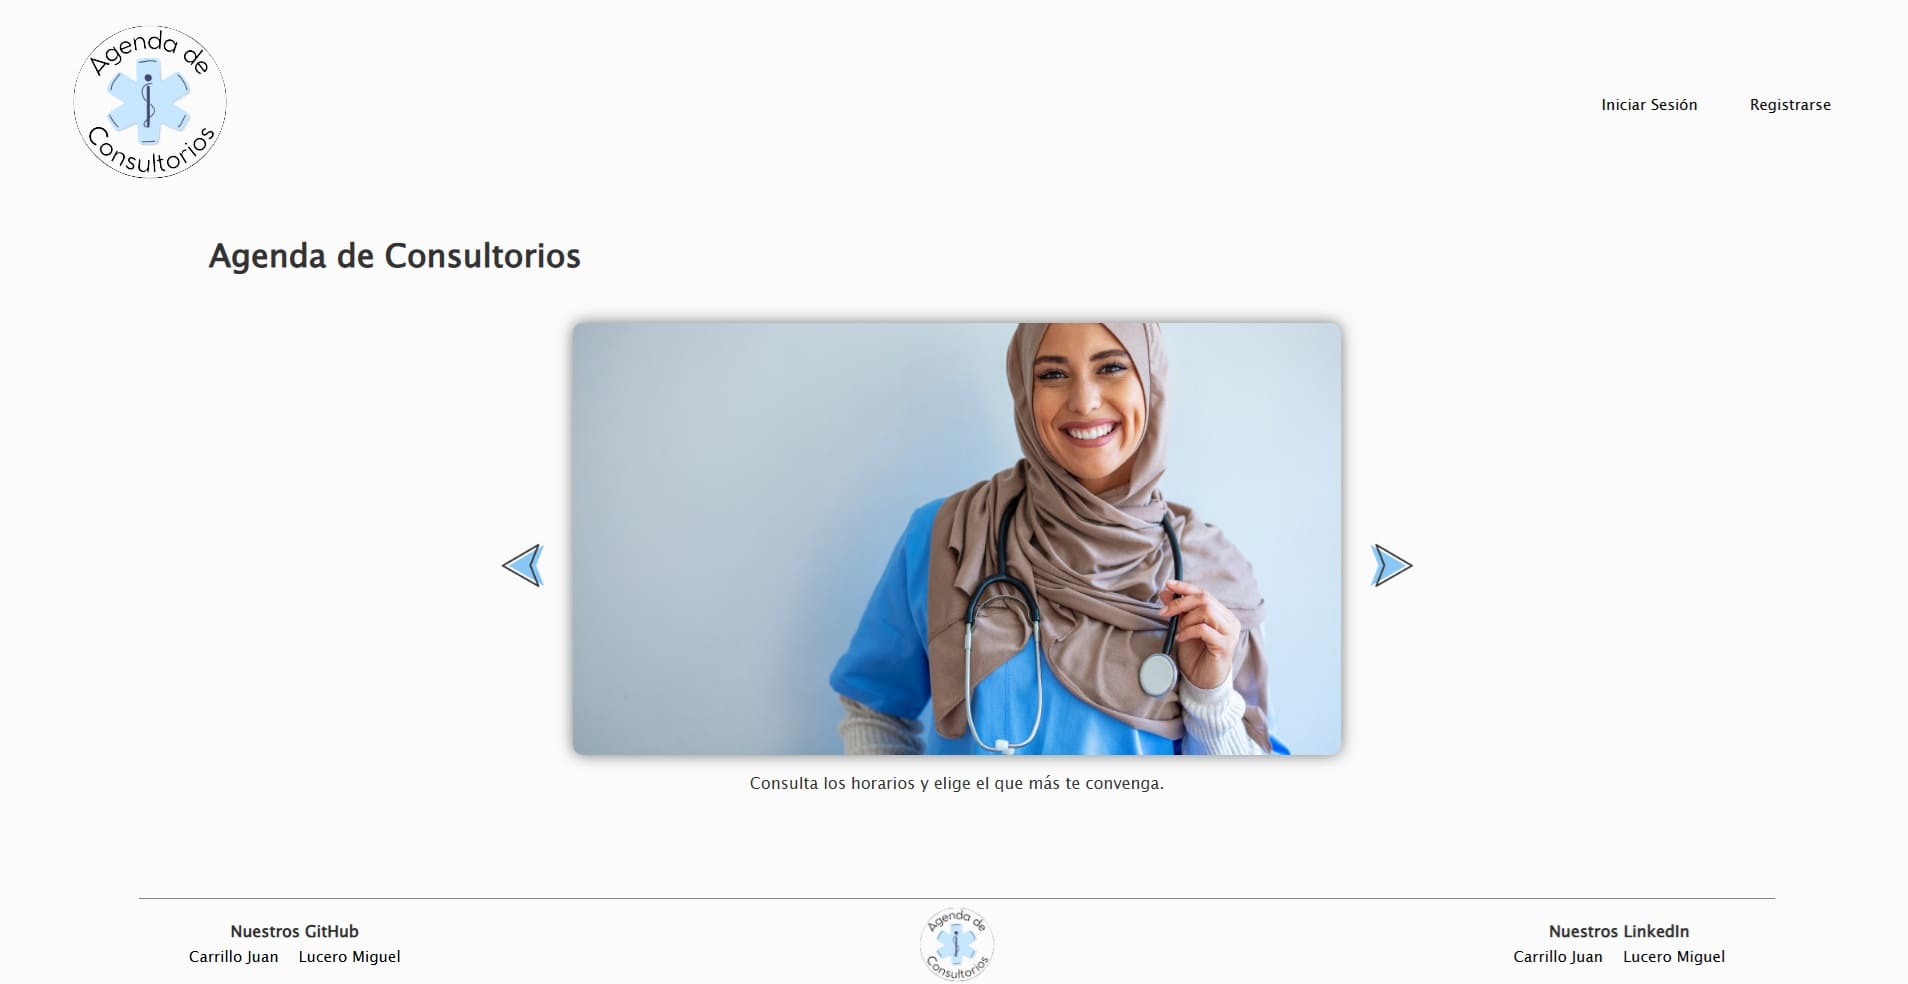 Agenda de
Consultorios
Iniciar Sesión
Registrarse
Agenda de Consultorios
Consulta los horarios y elige el que más te convenga.
Nuestros GitHub
Carrillo Juan
Lucero Miguel
Agenda de
Consultorios
Nuestros LinkedIn
Carrillo Juan
Lucero Miguel